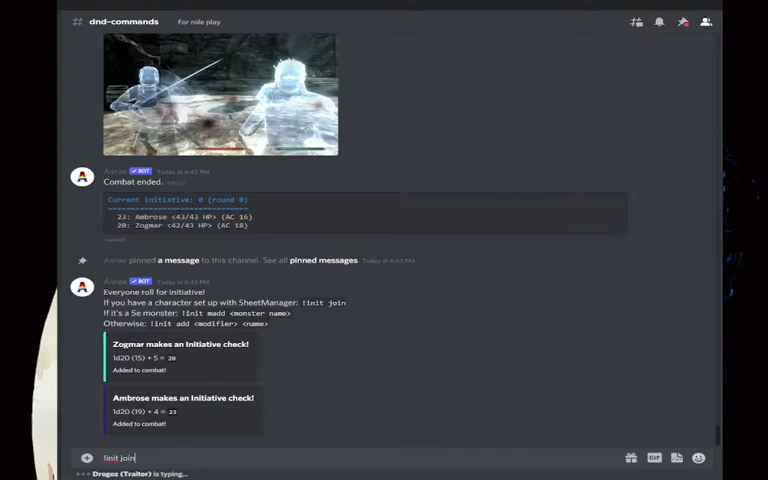 # dnd-commands For role play
Avrae BOT Today at 6:42 PM
Combat ended. (edited)
Current initiative: 0 (round 0)
===============================
23: Ambrose <43/43 HP> (AC 16)
20: Zogmar <42/43 HP> (AC 18)
(edited)
Avrae pinned a message to this channel. See all pinned messages. Today at 6:43 PM
Avrae BOT Today at 6:43 PM
Everyone roll for initiative!
If you have a character set up with SheetManager: !init join
If it's a 5e monster: !init madd <monster name>
Otherwise: !init add <modifier> <name>
Zogmar makes an Initiative check!
1d20 (15) + 5 = 20
Added to combat!
Ambrose makes an Initiative check!
1d20 (19) + 4 = 23
Added to combat!
!init join
GIF
Drogoz (Traitor) is typing...